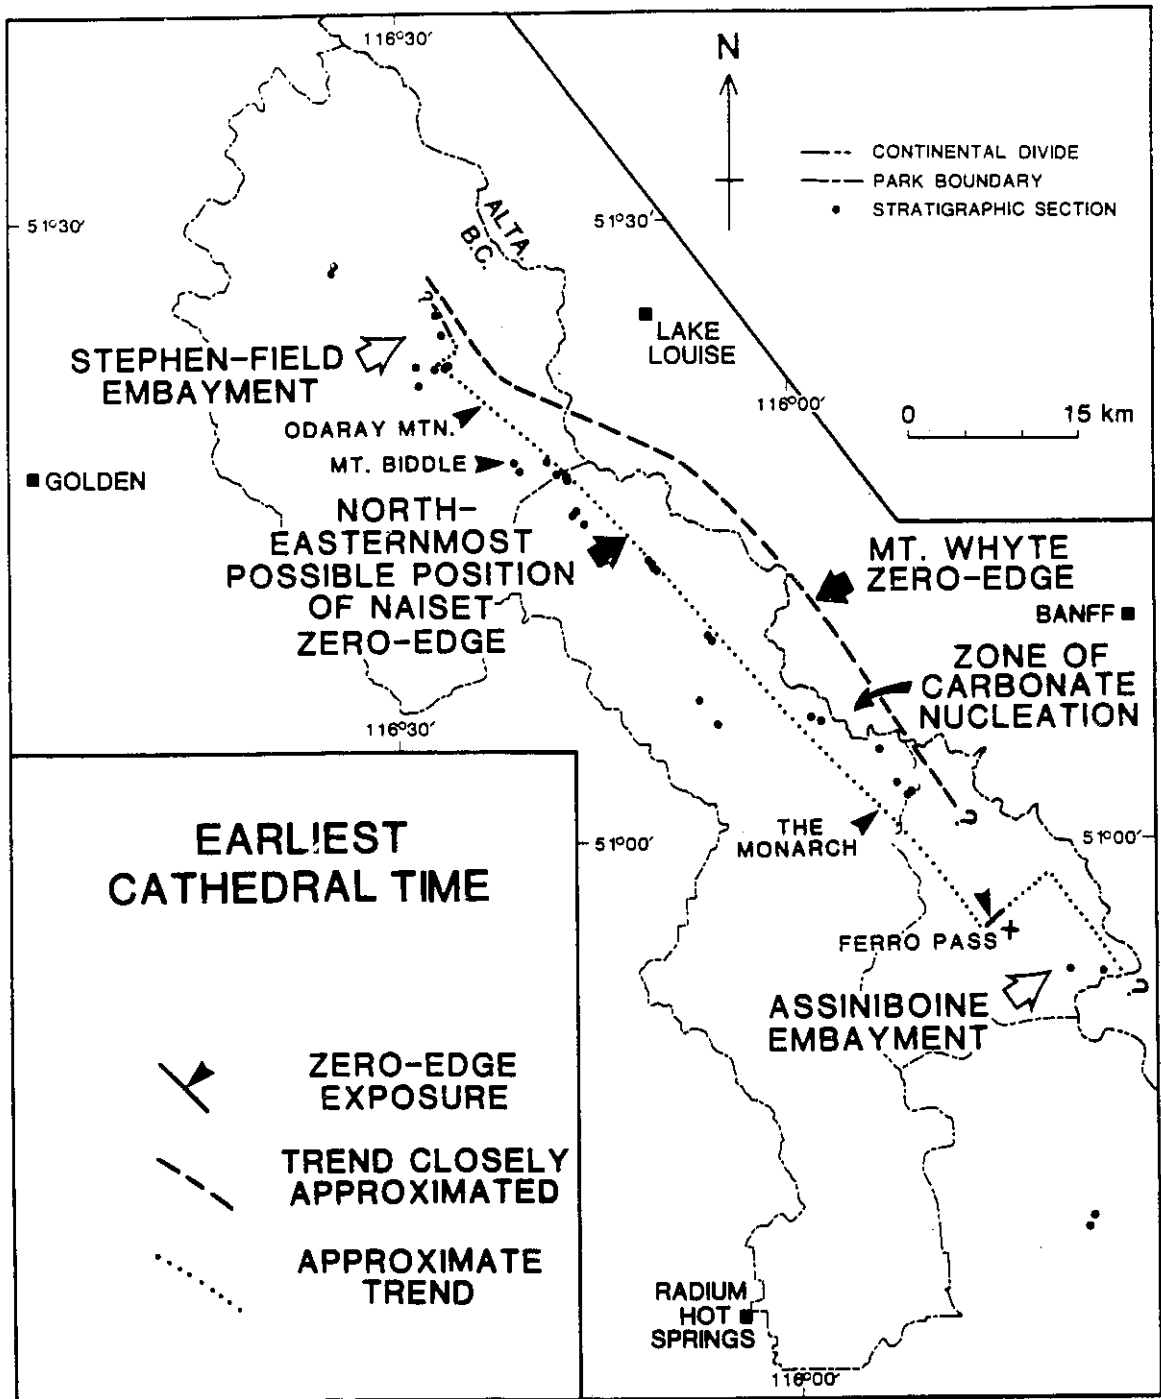 116°30'
N
CONTINENTAL DIVIDE
PARK BOUNDARY
STRATIGRAPHIC SECTION
51°30'
51°30'
ALTA.
B.C.
?
LAKE
LOUISE
STEPHEN-FIELD
EMBAYMENT
116°00'
0 15 km
ODARAY MTN.
MT. BIDDLE
GOLDEN
NORTH-
EASTERNMOST
POSSIBLE POSITION
OF NAISET
ZERO-EDGE
MT. WHYTE
ZERO-EDGE
BANFF
ZONE OF
CARBONATE
NUCLEATION
116°30'
?
THE
MONARCH
51°00'
51°00'
EARLIEST
CATHEDRAL TIME
FERRO PASS
?
ASSINIBOINE
EMBAYMENT
ZERO-EDGE
EXPOSURE
TREND CLOSELY
APPROXIMATED
APPROXIMATE
TREND
RADIUM
HOT
SPRINGS
116°00'